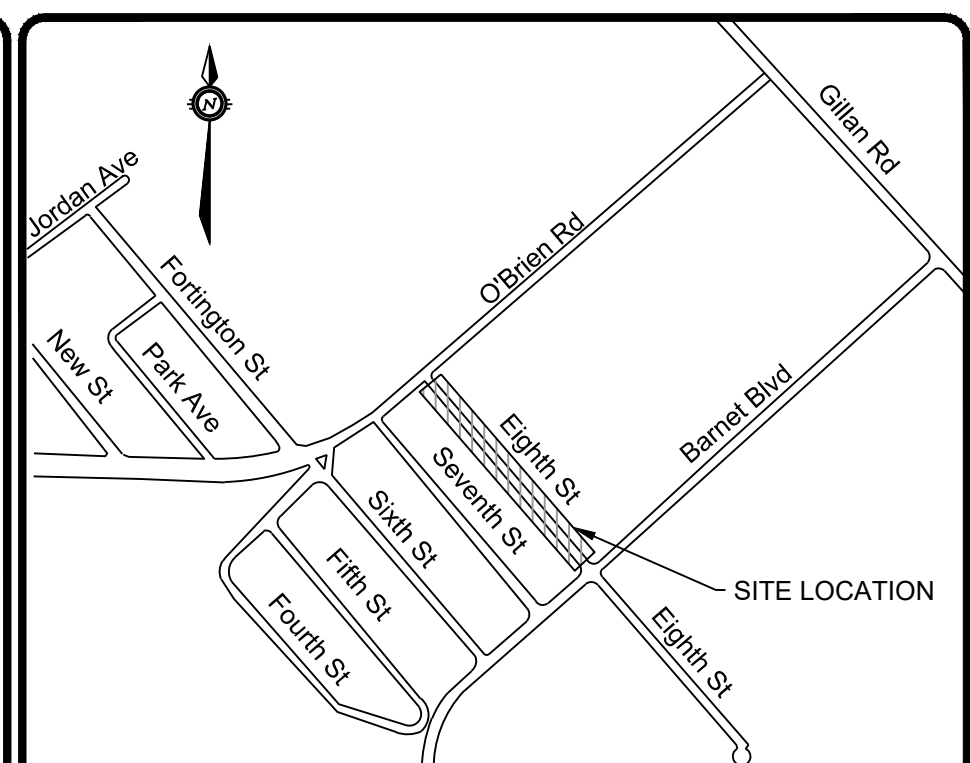 N
Gillan Rd
Jordan Ave
O'Brien Rd
Fortington St
New St
Park Ave
Barnet Blvd
Eighth St
Seventh St
Sixth St
Fifth St
Fourth St
SITE LOCATION
Eighth St